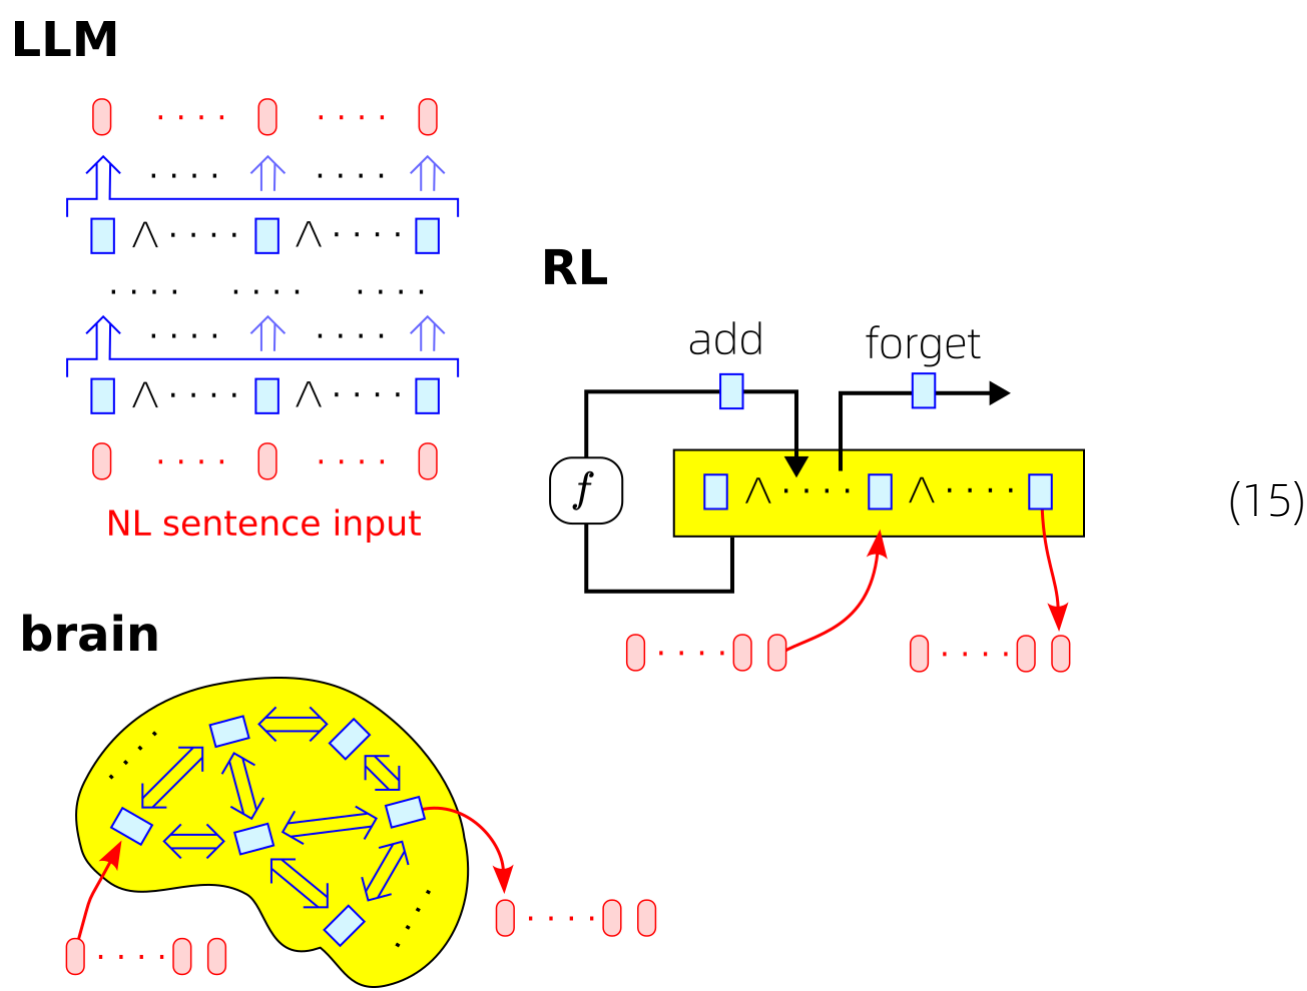 LLM
∧ ···· ∧ ····
∧ ···· ∧ ····
NL sentence input
RL
add
forget
f
∧ ···· ∧ ····
(15)
brain